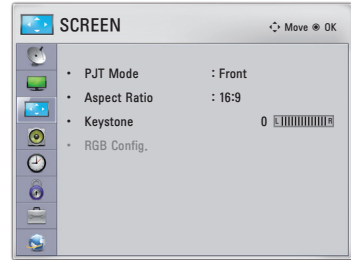 SCREEN
Move OK
• PJT Mode : Front
• Aspect Ratio : 16:9
• Keystone 0 L R
• RGB Config.